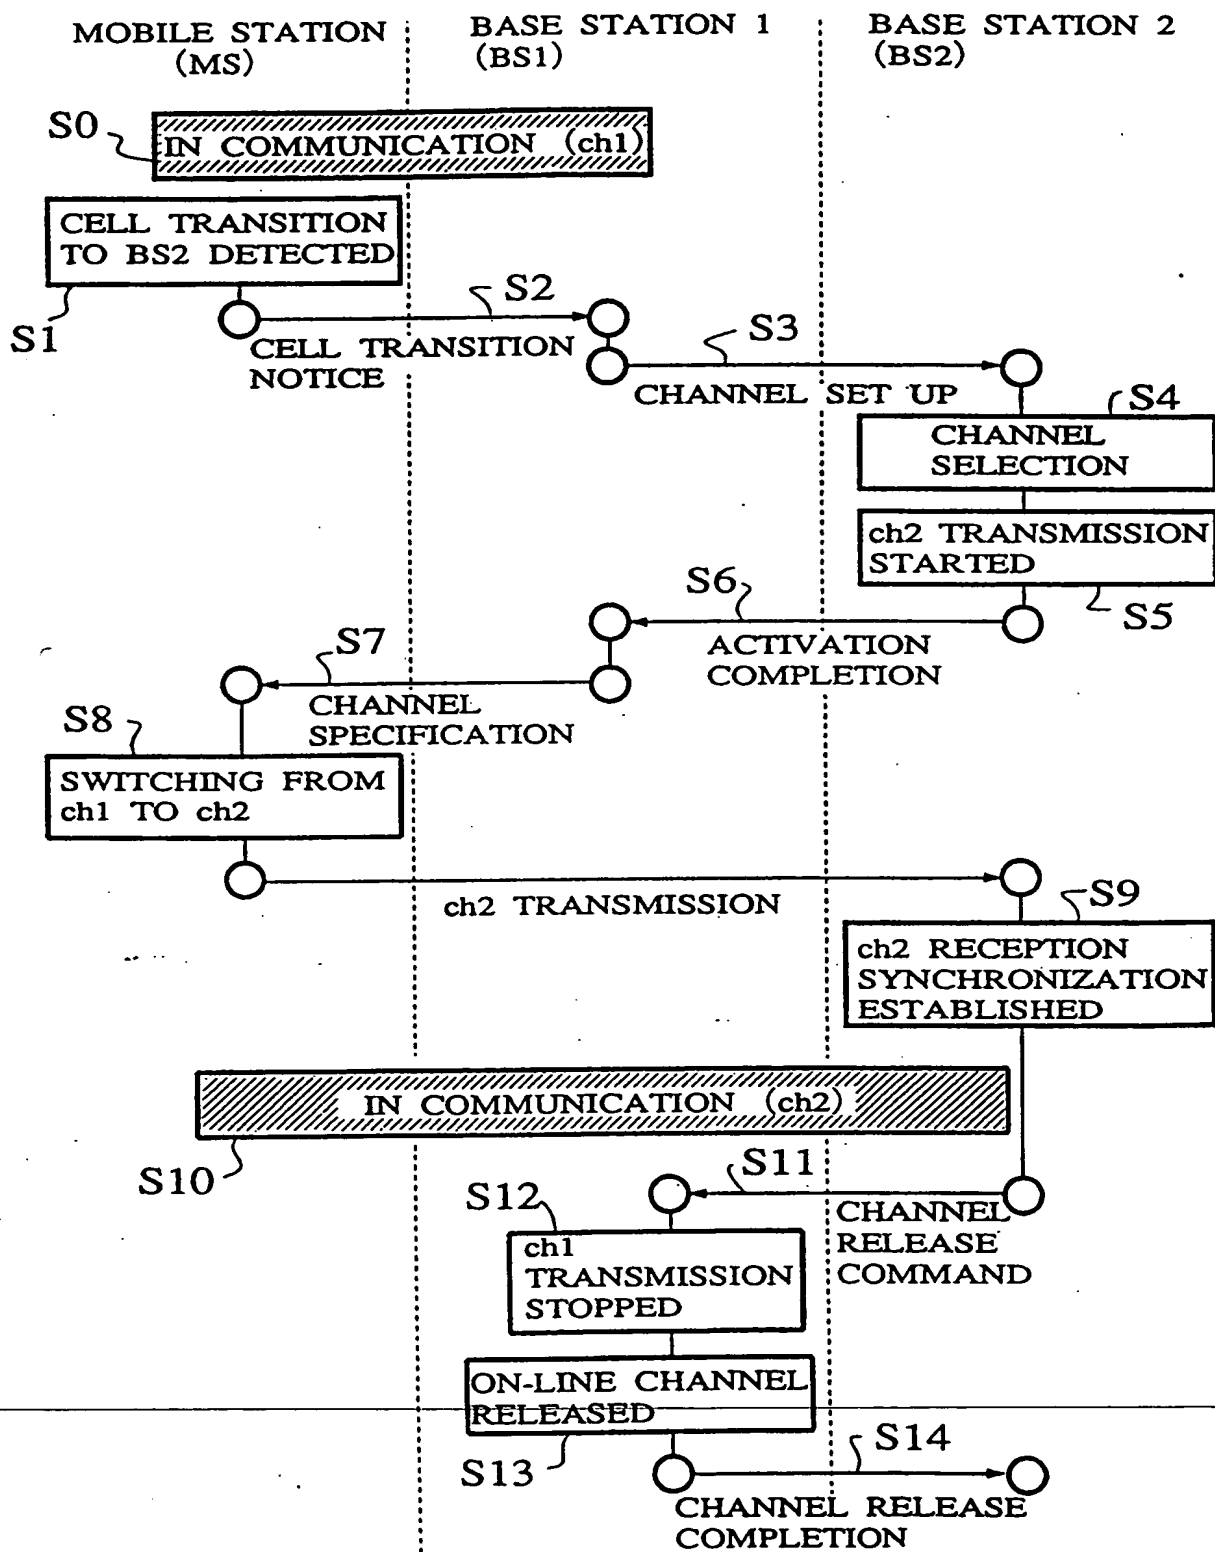 MOBILE STATION
(MS)
BASE STATION 1
(BS1)
BASE STATION 2
(BS2)
S0
IN COMMUNICATION (ch1)
CELL TRANSITION
TO BS2 DETECTED
S1
S2
CELL TRANSITION
NOTICE
S3
CHANNEL SET UP
S4
CHANNEL
SELECTION
ch2 TRANSMISSION
STARTED
S5
S6
ACTIVATION
COMPLETION
S7
CHANNEL
SPECIFICATION
S8
SWITCHING FROM
ch1 TO ch2
ch2 TRANSMISSION
S9
ch2 RECEPTION
SYNCHRONIZATION
ESTABLISHED
IN COMMUNICATION (ch2)
S10
S11
CHANNEL
RELEASE
COMMAND
S12
ch1
TRANSMISSION
STOPPED
ON-LINE CHANNEL
RELEASED
S13
S14
CHANNEL RELEASE
COMPLETION